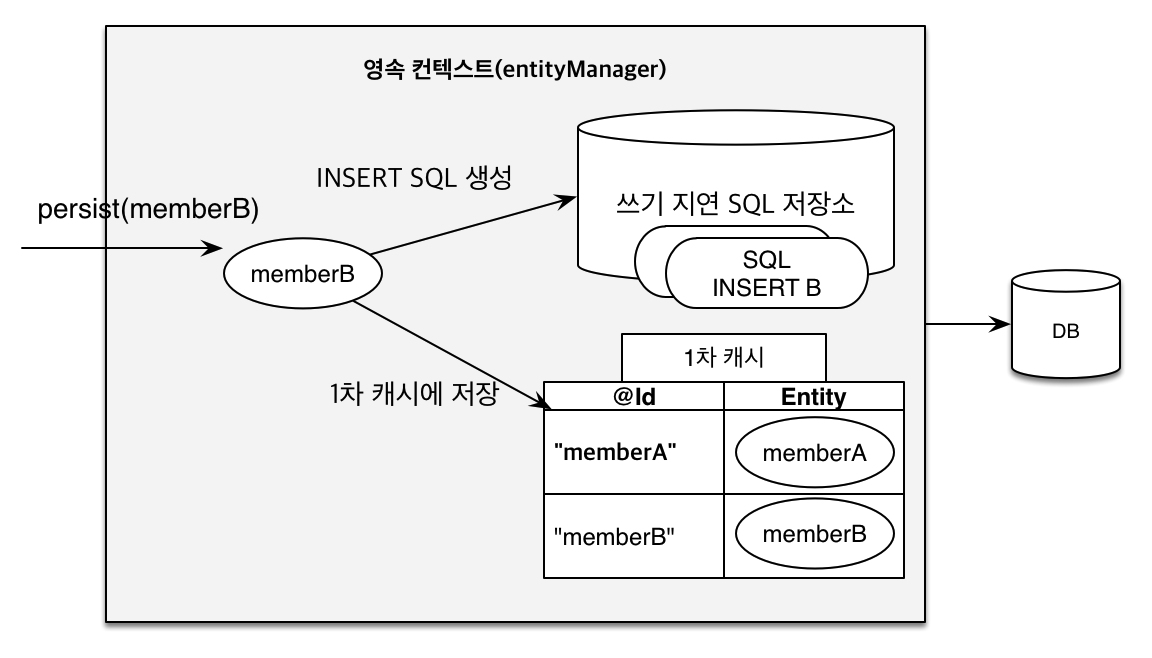 영속 컨텍스트(entityManager)
INSERT SQL 생성
persist(memberB)
memberB
쓰기 지연 SQL 저장소
SQL
INSERT B
DB
1차 캐시에 저장
1차 캐시
@Id Entity
"memberA" memberA
"memberB" memberB